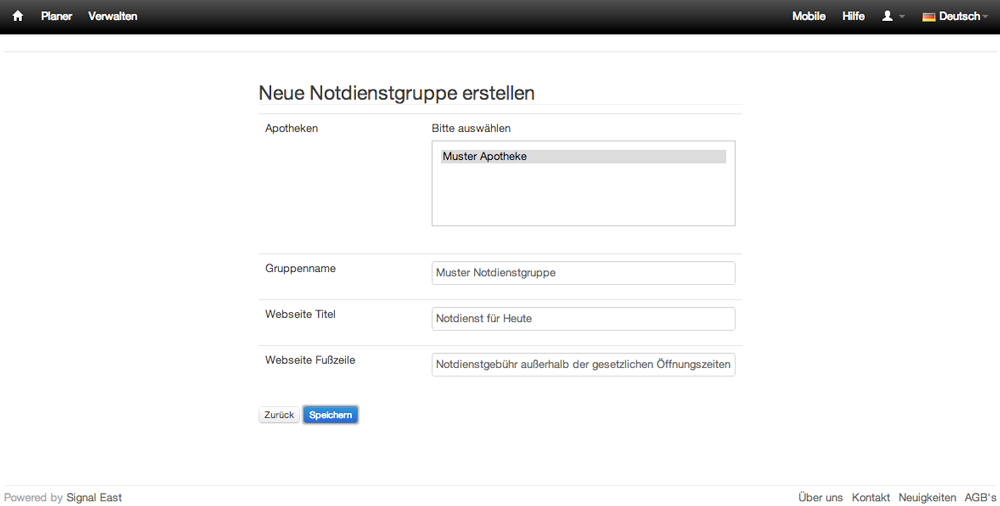 Planer Verwalten Mobile Hilfe Deutsch
Neue Notdienstgruppe erstellen
Apotheken Bitte auswählen
Muster Apotheke
Gruppenname Muster Notdienstgruppe
Webseite Titel Notdienst für Heute
Webseite Fußzeile Notdienstgebühr außerhalb der gesetzlichen Öffnungszeiten
Zurück Speichern
Powered by Signal East Über uns Kontakt Neuigkeiten AGB's